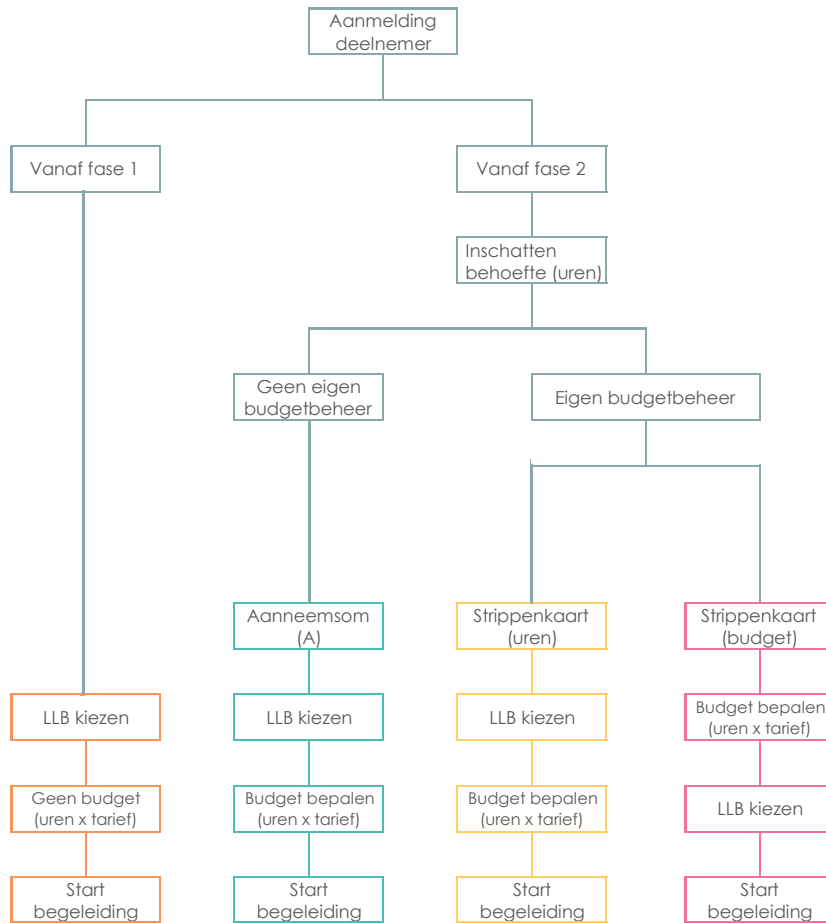 Aanmelding
deelnemer
Vanaf fase 1
Vanaf fase 2
Inschatten
behoefte (uren)
Geen eigen
budgetbeheer
Eigen budgetbeheer
Aanneemsom
(A)
Strippenkaart
(uren)
Strippenkaart
(budget)
LLB kiezen
LLB kiezen
LLB kiezen
Budget bepalen
(uren x tarief)
Geen budget
(uren x tarief)
Budget bepalen
(uren x tarief)
Budget bepalen
(uren x tarief)
LLB kiezen
Start
begeleiding
Start
begeleiding
Start
begeleiding
Start
begeleiding